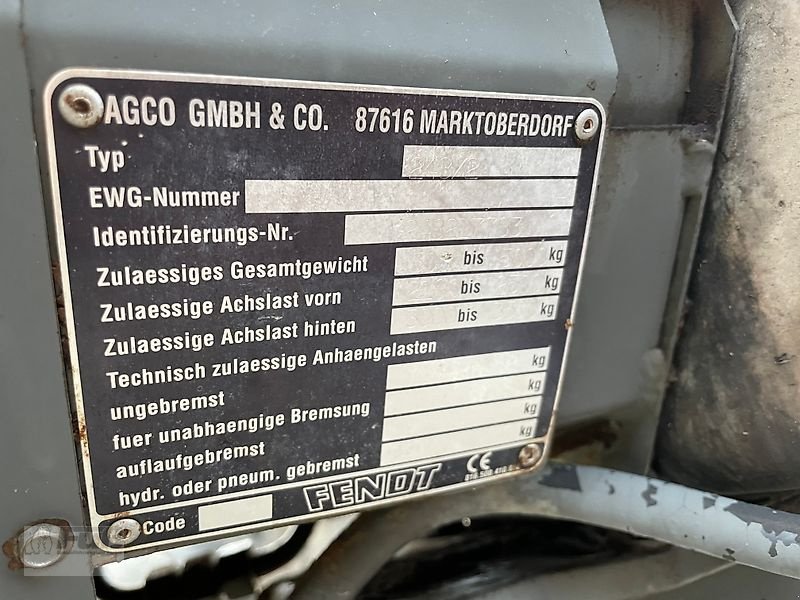 AGCO GMBH & CO. 87616 MARKTOBERDORF
Typ
EWG-Nummer
Identifizierungs-Nr.
Zulaessiges Gesamtgewicht bis kg
Zulaessige Achslast vorn bis kg
Zulaessige Achslast hinten bis kg
Technisch zulaessige Anhaengelasten
ungebremst kg
fuer unabhaengige Bremsung kg
auflaufgebremst kg
hydr. oder pneum. gebremst kg
Code FENDT CE